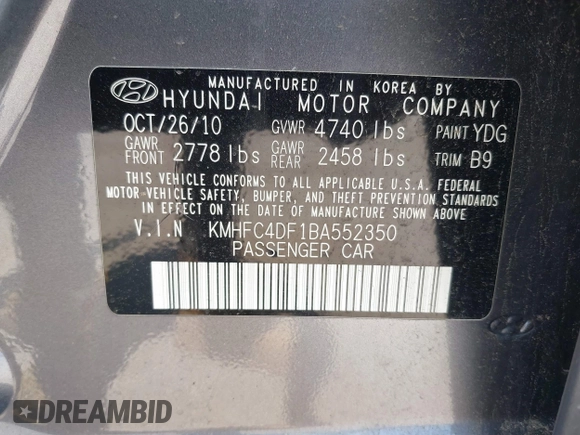 MANUFACTURED IN KOREA BY
HYUNDAI MOTOR COMPANY
OCT/26/10 GVWR 4740 lbs PAINT YDG
GAWR FRONT 2778 lbs GAWR REAR 2458 lbs TRIM B9
THIS VEHICLE CONFORMS TO ALL APPLICABLE U.S.A. FEDERAL
MOTOR-VEHICLE SAFETY, BUMPER, AND THEFT PREVENTION STANDARDS
IN EFFECT ON THE DATE OF MANUFACTURE SHOWN ABOVE
V.I.N KMHFC4DF1BA552350
PASSENGER CAR
DREAMBID